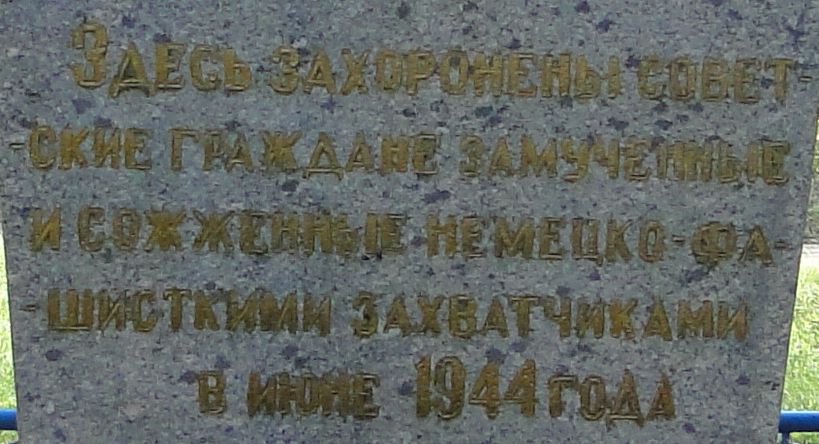 ЗДЕСЬ ЗАХОРОНЕНЫ СОВЕТ-
-СКИЕ ГРАЖДАНЕ ЗАМУЧЕННЫЕ
И СОЖЖЕННЫЕ НЕМЕЦКО-ФА-
-ШИСТКИМИ ЗАХВАТЧИКАМИ
В ИЮНЕ 1944 ГОДА